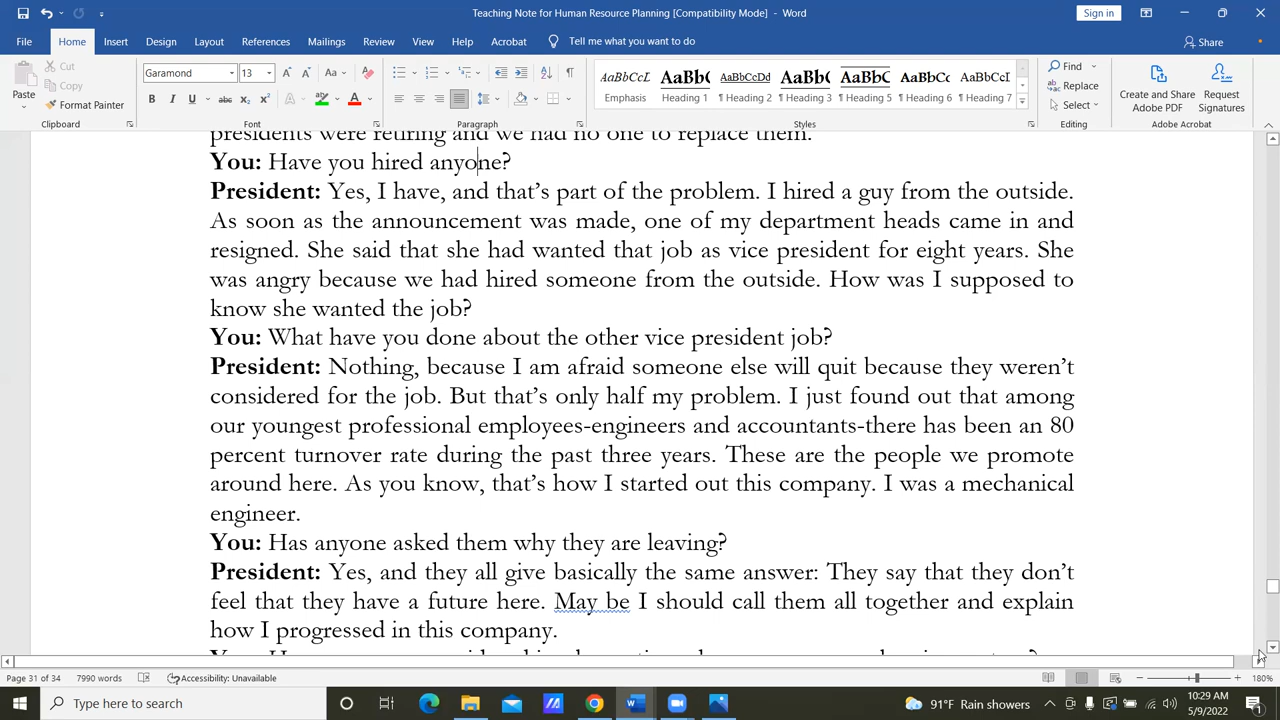 Teaching Note for Human Resource Planning [Compatibility Mode] - Word
Sign in
File Home Insert Design Layout References Mailings Review View Help Acrobat Tell me what you want to do Share
Paste
Cut
Copy
Format Painter
Clipboard
Garamond 13
Font
Paragraph
AaBbCcL Emphasis
AaBb( Heading 1
AaBbCcDd ¶ Heading 2
AaBb( ¶ Heading 3
AaBbC ¶ Heading 5
AaBbC( ¶ Heading 6
AaBbCC ¶ Heading 7
Styles
Find
Replace
Select
Editing
Create and Share Adobe PDF
Request Signatures
Adobe Acrobat
presidents were retiring and we had no one to replace them.
You: Have you hired anyone?
President: Yes, I have, and that’s part of the problem. I hired a guy from the outside.
As soon as the announcement was made, one of my department heads came in and
resigned. She said that she had wanted that job as vice president for eight years. She
was angry because we had hired someone from the outside. How was I supposed to
know she wanted the job?
You: What have you done about the other vice president job?
President: Nothing, because I am afraid someone else will quit because they weren’t
considered for the job. But that’s only half my problem. I just found out that among
our youngest professional employees-engineers and accountants-there has been an 80
percent turnover rate during the past three years. These are the people we promote
around here. As you know, that’s how I started out this company. I was a mechanical
engineer.
You: Has anyone asked them why they are leaving?
President: Yes, and they all give basically the same answer: They say that they don’t
feel that they have a future here. May be I should call them all together and explain
how I progressed in this company.
Page 31 of 34 7990 words Accessibility: Unavailable 180%
Type here to search
91°F Rain showers
10:29 AM
5/9/2022